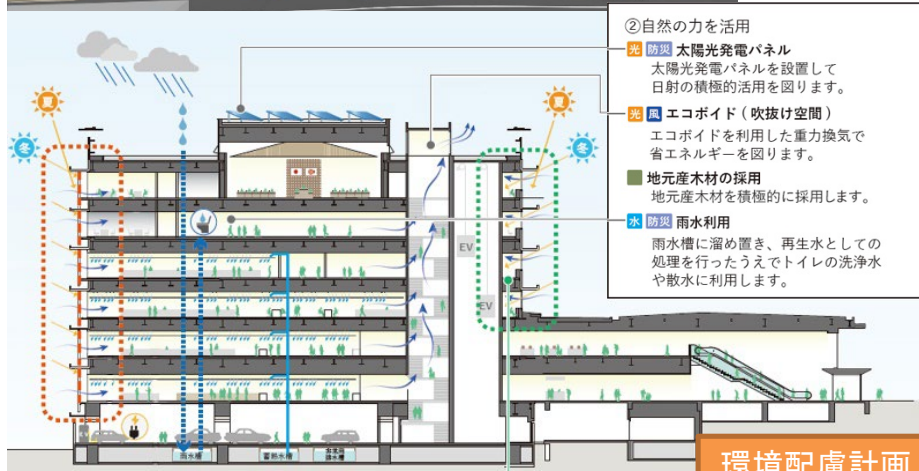 ②自然の力を活用
光 防災 太陽光発電パネル
太陽光発電パネルを設置して
日射の積極的活用を図ります。
光 風 エコボイド ( 吹抜け空間 )
エコボイドを利用した重力換気で
省エネルギーを図ります。
地元産木材の採用
地元産木材を積極的に採用します。
水 防災 雨水利用
雨水槽に溜め置き、再生水としての
処理を行ったうえでトイレの洗浄水
や散水に利用します。
夏
冬
夏
冬
EV
EV
雨水槽
蓄熱水槽
環境配慮計画